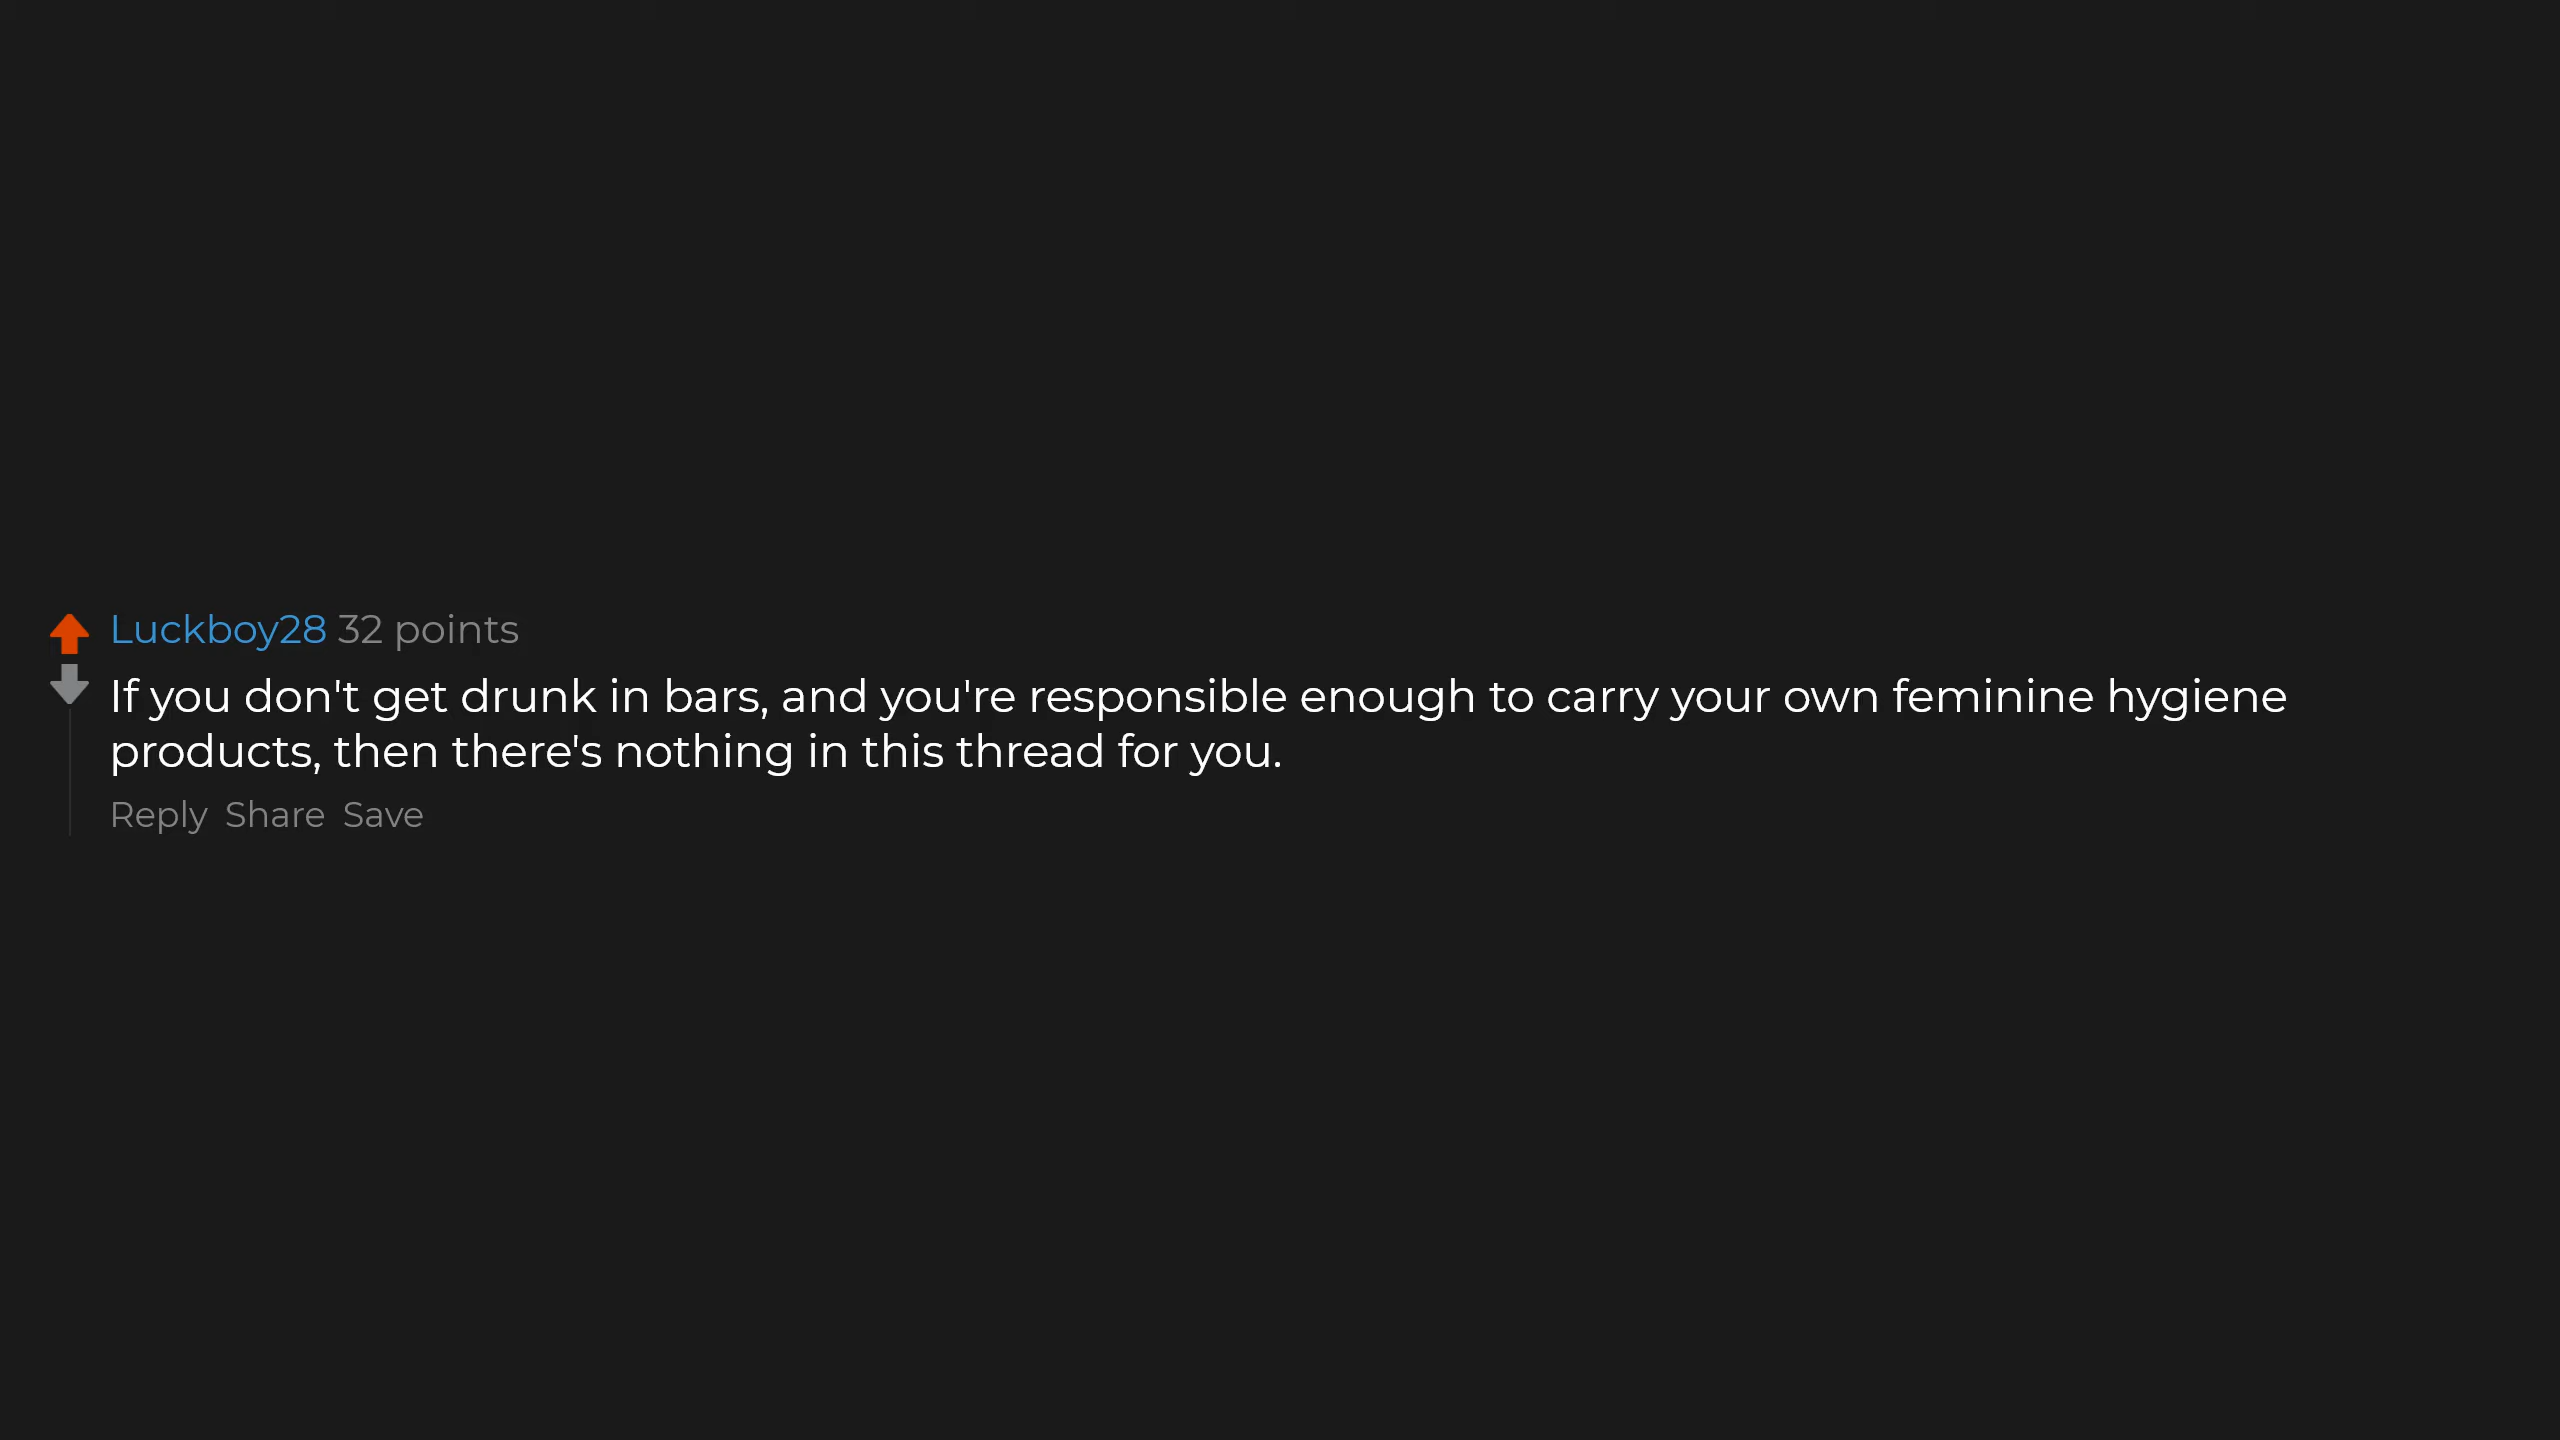 Luckboy28 32 points
If you don't get drunk in bars, and you're responsible enough to carry your own feminine hygiene
products, then there's nothing in this thread for you.
Reply Share Save